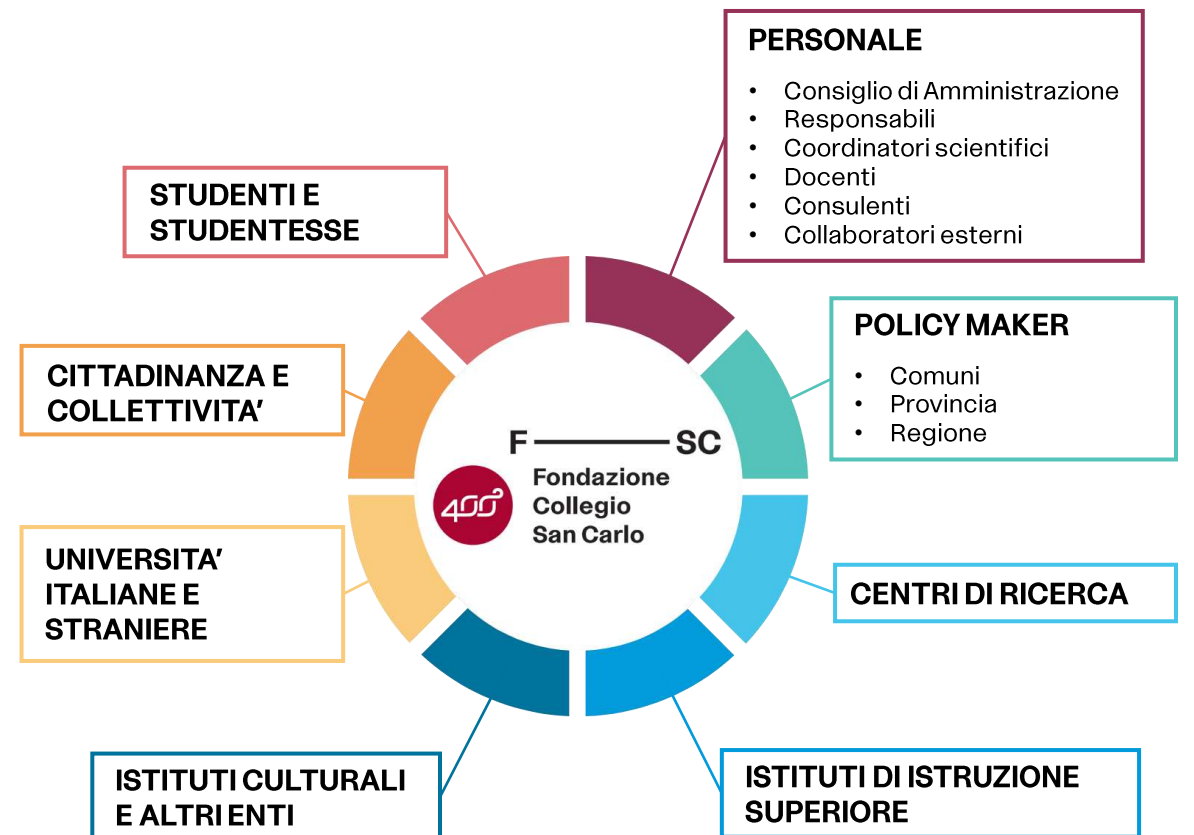 PERSONALE
• Consiglio di Amministrazione
• Responsabili
• Coordinatori scientifici
• Docenti
• Consulenti
• Collaboratori esterni
STUDENTI E
STUDENTESSE
POLICY MAKER
• Comuni
• Provincia
• Regione
CITTADINANZA E
COLLETTIVITA’
F SC
400°
Fondazione
Collegio
San Carlo
UNIVERSITA’
ITALIANE E
STRANIERE
CENTRI DI RICERCA
ISTITUTI CULTURALI
E ALTRI ENTI
ISTITUTI DI ISTRUZIONE
SUPERIORE